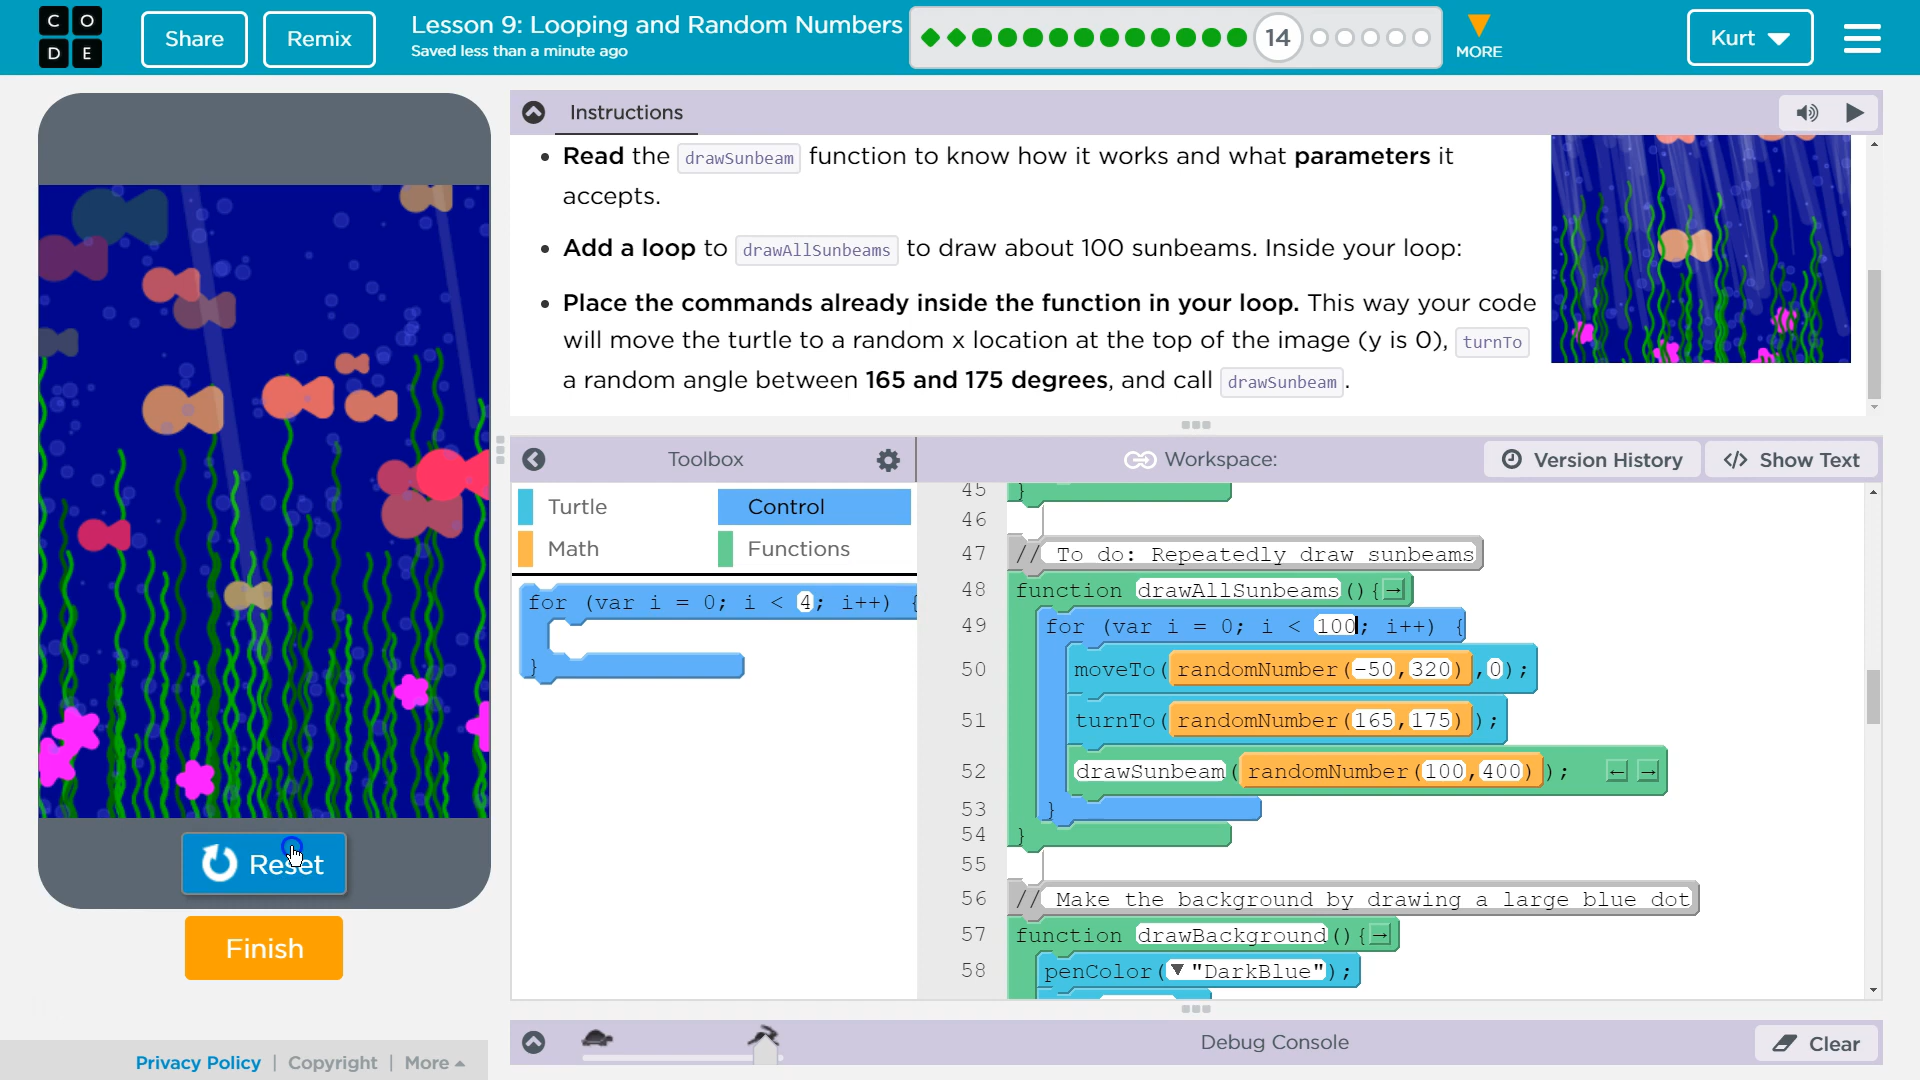 C O
D E
Share
Remix
Lesson 9: Looping and Random Numbers
Saved less than a minute ago
14
MORE
Kurt
Instructions
Read the drawSunbeam function to know how it works and what parameters it
accepts.
Add a loop to drawAllSunbeams to draw about 100 sunbeams. Inside your loop:
Place the commands already inside the function in your loop. This way your code
will move the turtle to a random x location at the top of the image (y is 0), turnTo
a random angle between 165 and 175 degrees, and call drawSunbeam.
Toolbox
Workspace:
Version History
</> Show Text
Turtle
Control
Math
Functions
for (var i = 0; i < 4; i++) {
}
45 }
46
47 // To do: Repeatedly draw sunbeams
48 function drawAllSunbeams(){→
49 for (var i = 0; i < 100; i++) {
50 moveTo(randomNumber(-50,320),0);
51 turnTo(randomNumber(165,175));
52 drawSunbeam(randomNumber(100,400)); ← →
53 }
54 }
55
56 // Make the background by drawing a large blue dot
57 function drawBackground(){→
58 penColor(▼ "DarkBlue");
Reset
Finish
Debug Console
Clear
Privacy Policy | Copyright | More